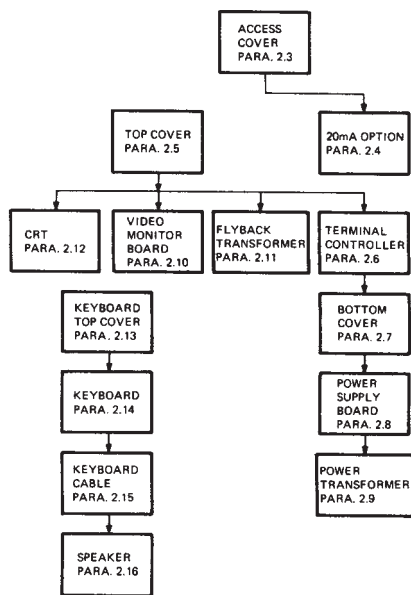 ACCESS
COVER
PARA. 2.3
TOP COVER
PARA. 2.5
20mA OPTION
PARA. 2.4
CRT
PARA. 2.12
VIDEO
MONITOR
BOARD
PARA. 2.10
FLYBACK
TRANSFORMER
PARA. 2.11
TERMINAL
CONTROLLER
PARA. 2.6
KEYBOARD
TOP COVER
PARA. 2.13
BOTTOM
COVER
PARA. 2.7
KEYBOARD
PARA. 2.14
POWER
SUPPLY
BOARD
PARA. 2.8
KEYBOARD
CABLE
PARA. 2.15
POWER
TRANSFORMER
PARA. 2.9
SPEAKER
PARA. 2.16